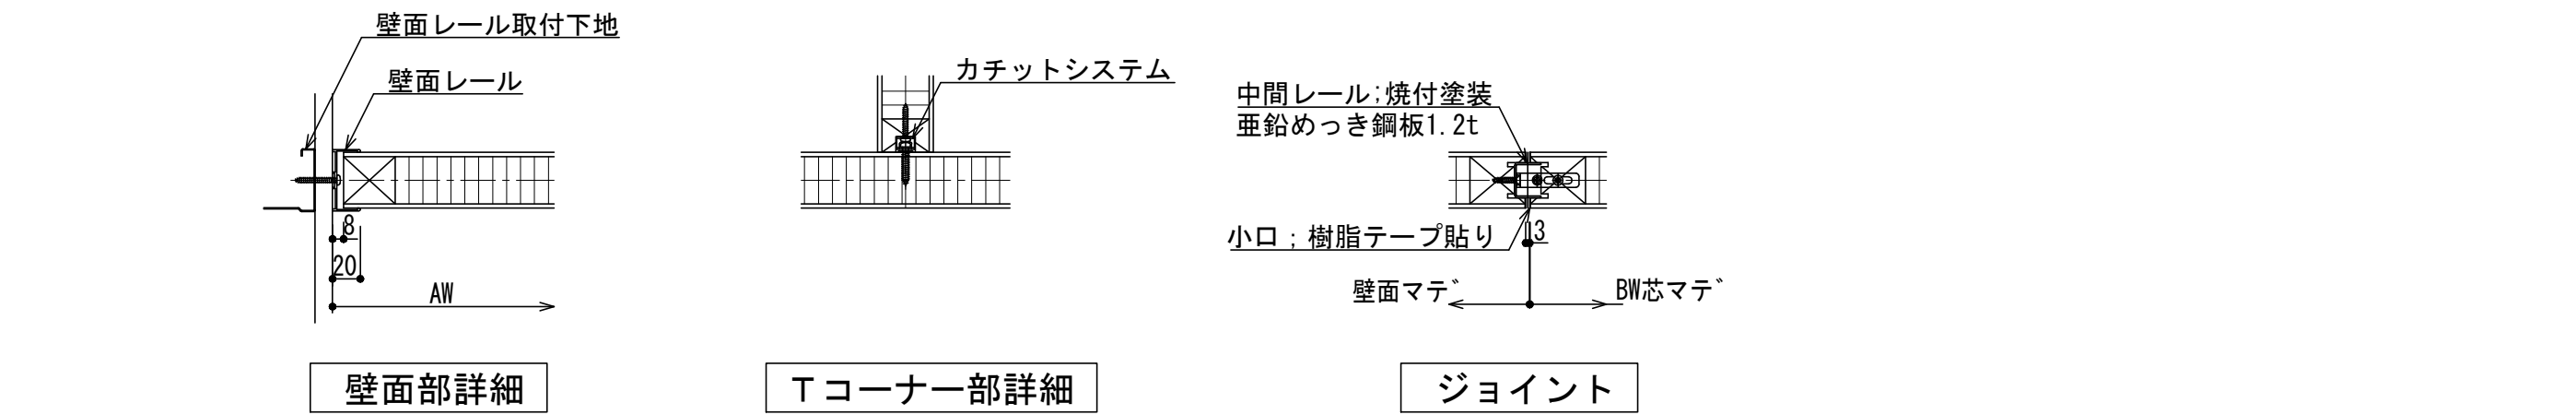 壁面レール取付下地
壁面レール
8
20
AW
壁面部詳細
カチットシステム
Tコーナー部詳細
中間レール;焼付塗装
亜鉛めっき鋼板1.2t
小口；樹脂テープ貼り
3
壁面マデ
BW芯マデ
ジョイント